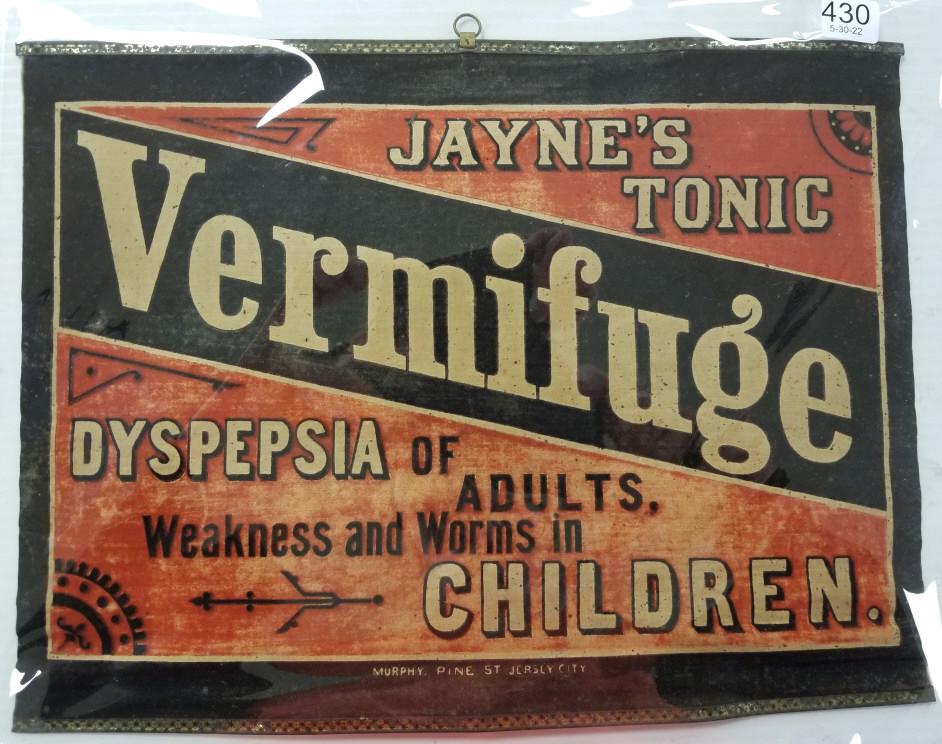 430
5-30-22
JAYNE'S
TONIC
Vermifuge
DYSPEPSIA OF
ADULTS.
Weakness and Worms in
CHILDREN.
MURPHY. PINE ST JERSEY CITY